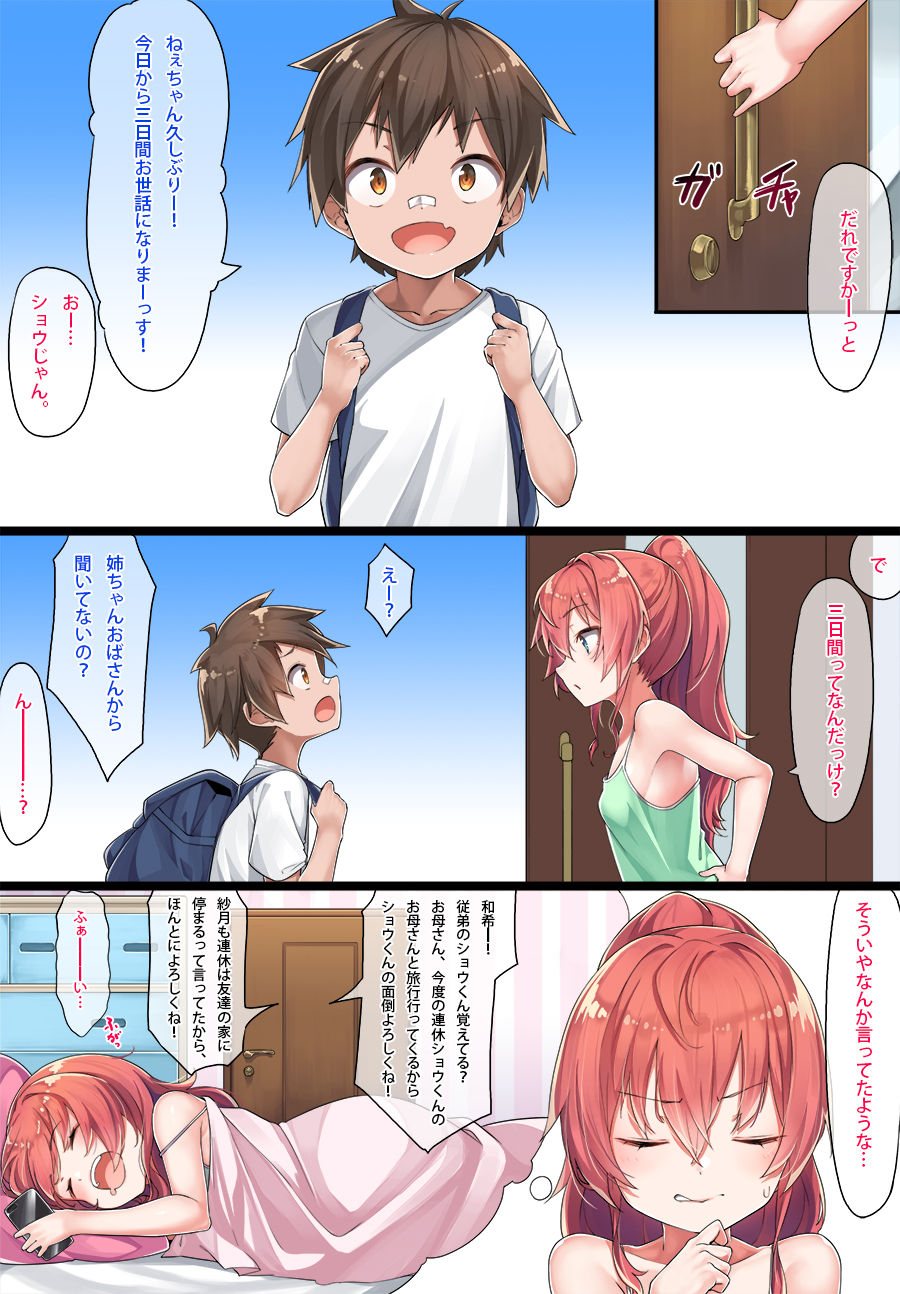 だれですかーっと
ガチャ
ねぇちゃん久しぶりー！
今日から三日間お世話になりまーっす！
おー…
ショウじゃん。
で
三日間ってなんだっけ？
えー？
姉ちゃんおばさんから
聞いてないの？
んーーー…？
そういやなんか言ってたような…
和希ー！
従弟のショウくん覚えてる？
お母さん、今度の連休ショウくんの
お母さんと旅行行ってくるから
ショウくんの面倒よろしくね！
紗月も連休は友達の家に
停まるって言ってたから、
ほんとによろしくね！
ふぁーーーい…
ふがっ